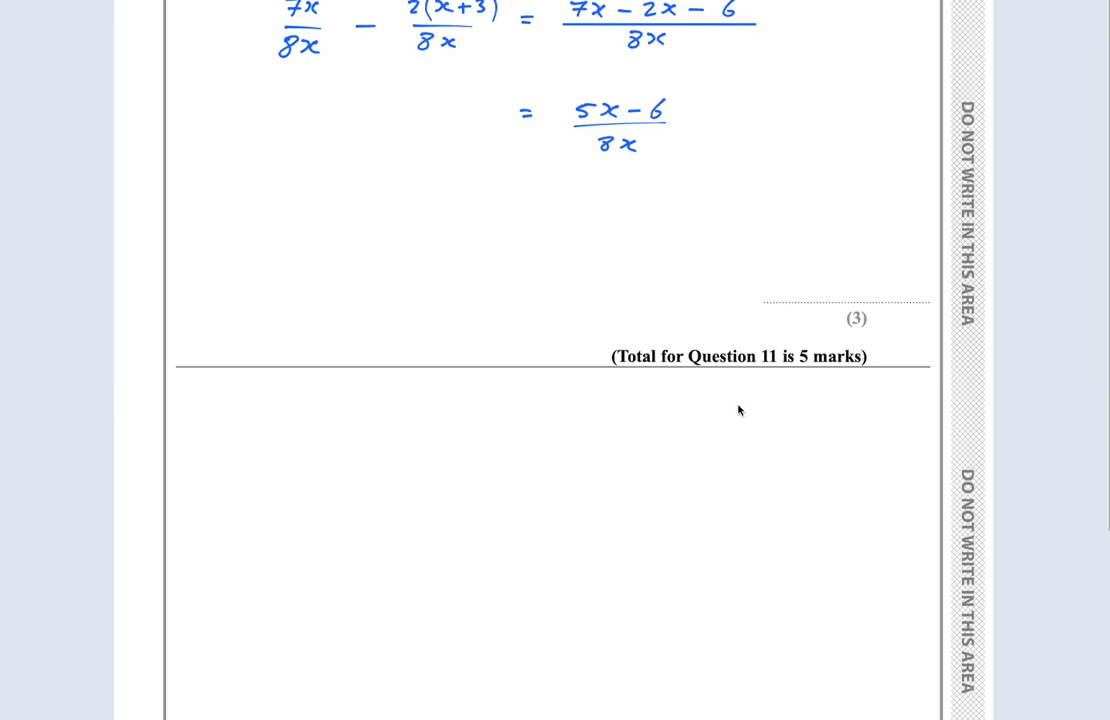 7x/8x − 2(x+3)/8x = 7x − 2x − 6/8x
= 5x − 6/8x
(3)
(Total for Question 11 is 5 marks)
DO NOT WRITE IN THIS AREA
DO NOT WRITE IN THIS AREA